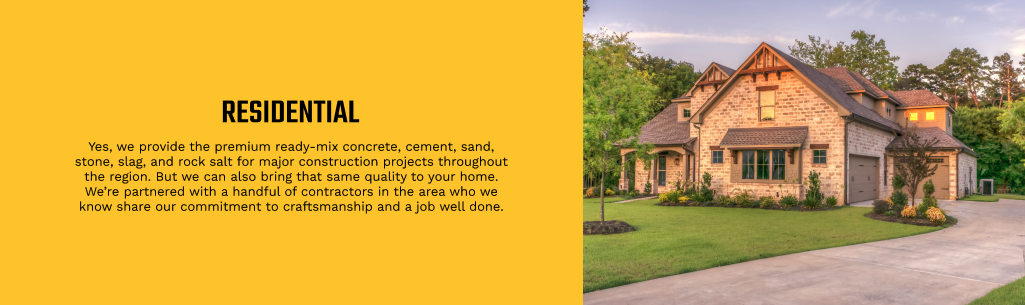 RESIDENTIAL
Yes, we provide the premium ready-mix concrete, cement, sand,
stone, slag, and rock salt for major construction projects throughout
the region. But we can also bring that same quality to your home.
We’re partnered with a handful of contractors in the area who we
know share our commitment to craftsmanship and a job well done.